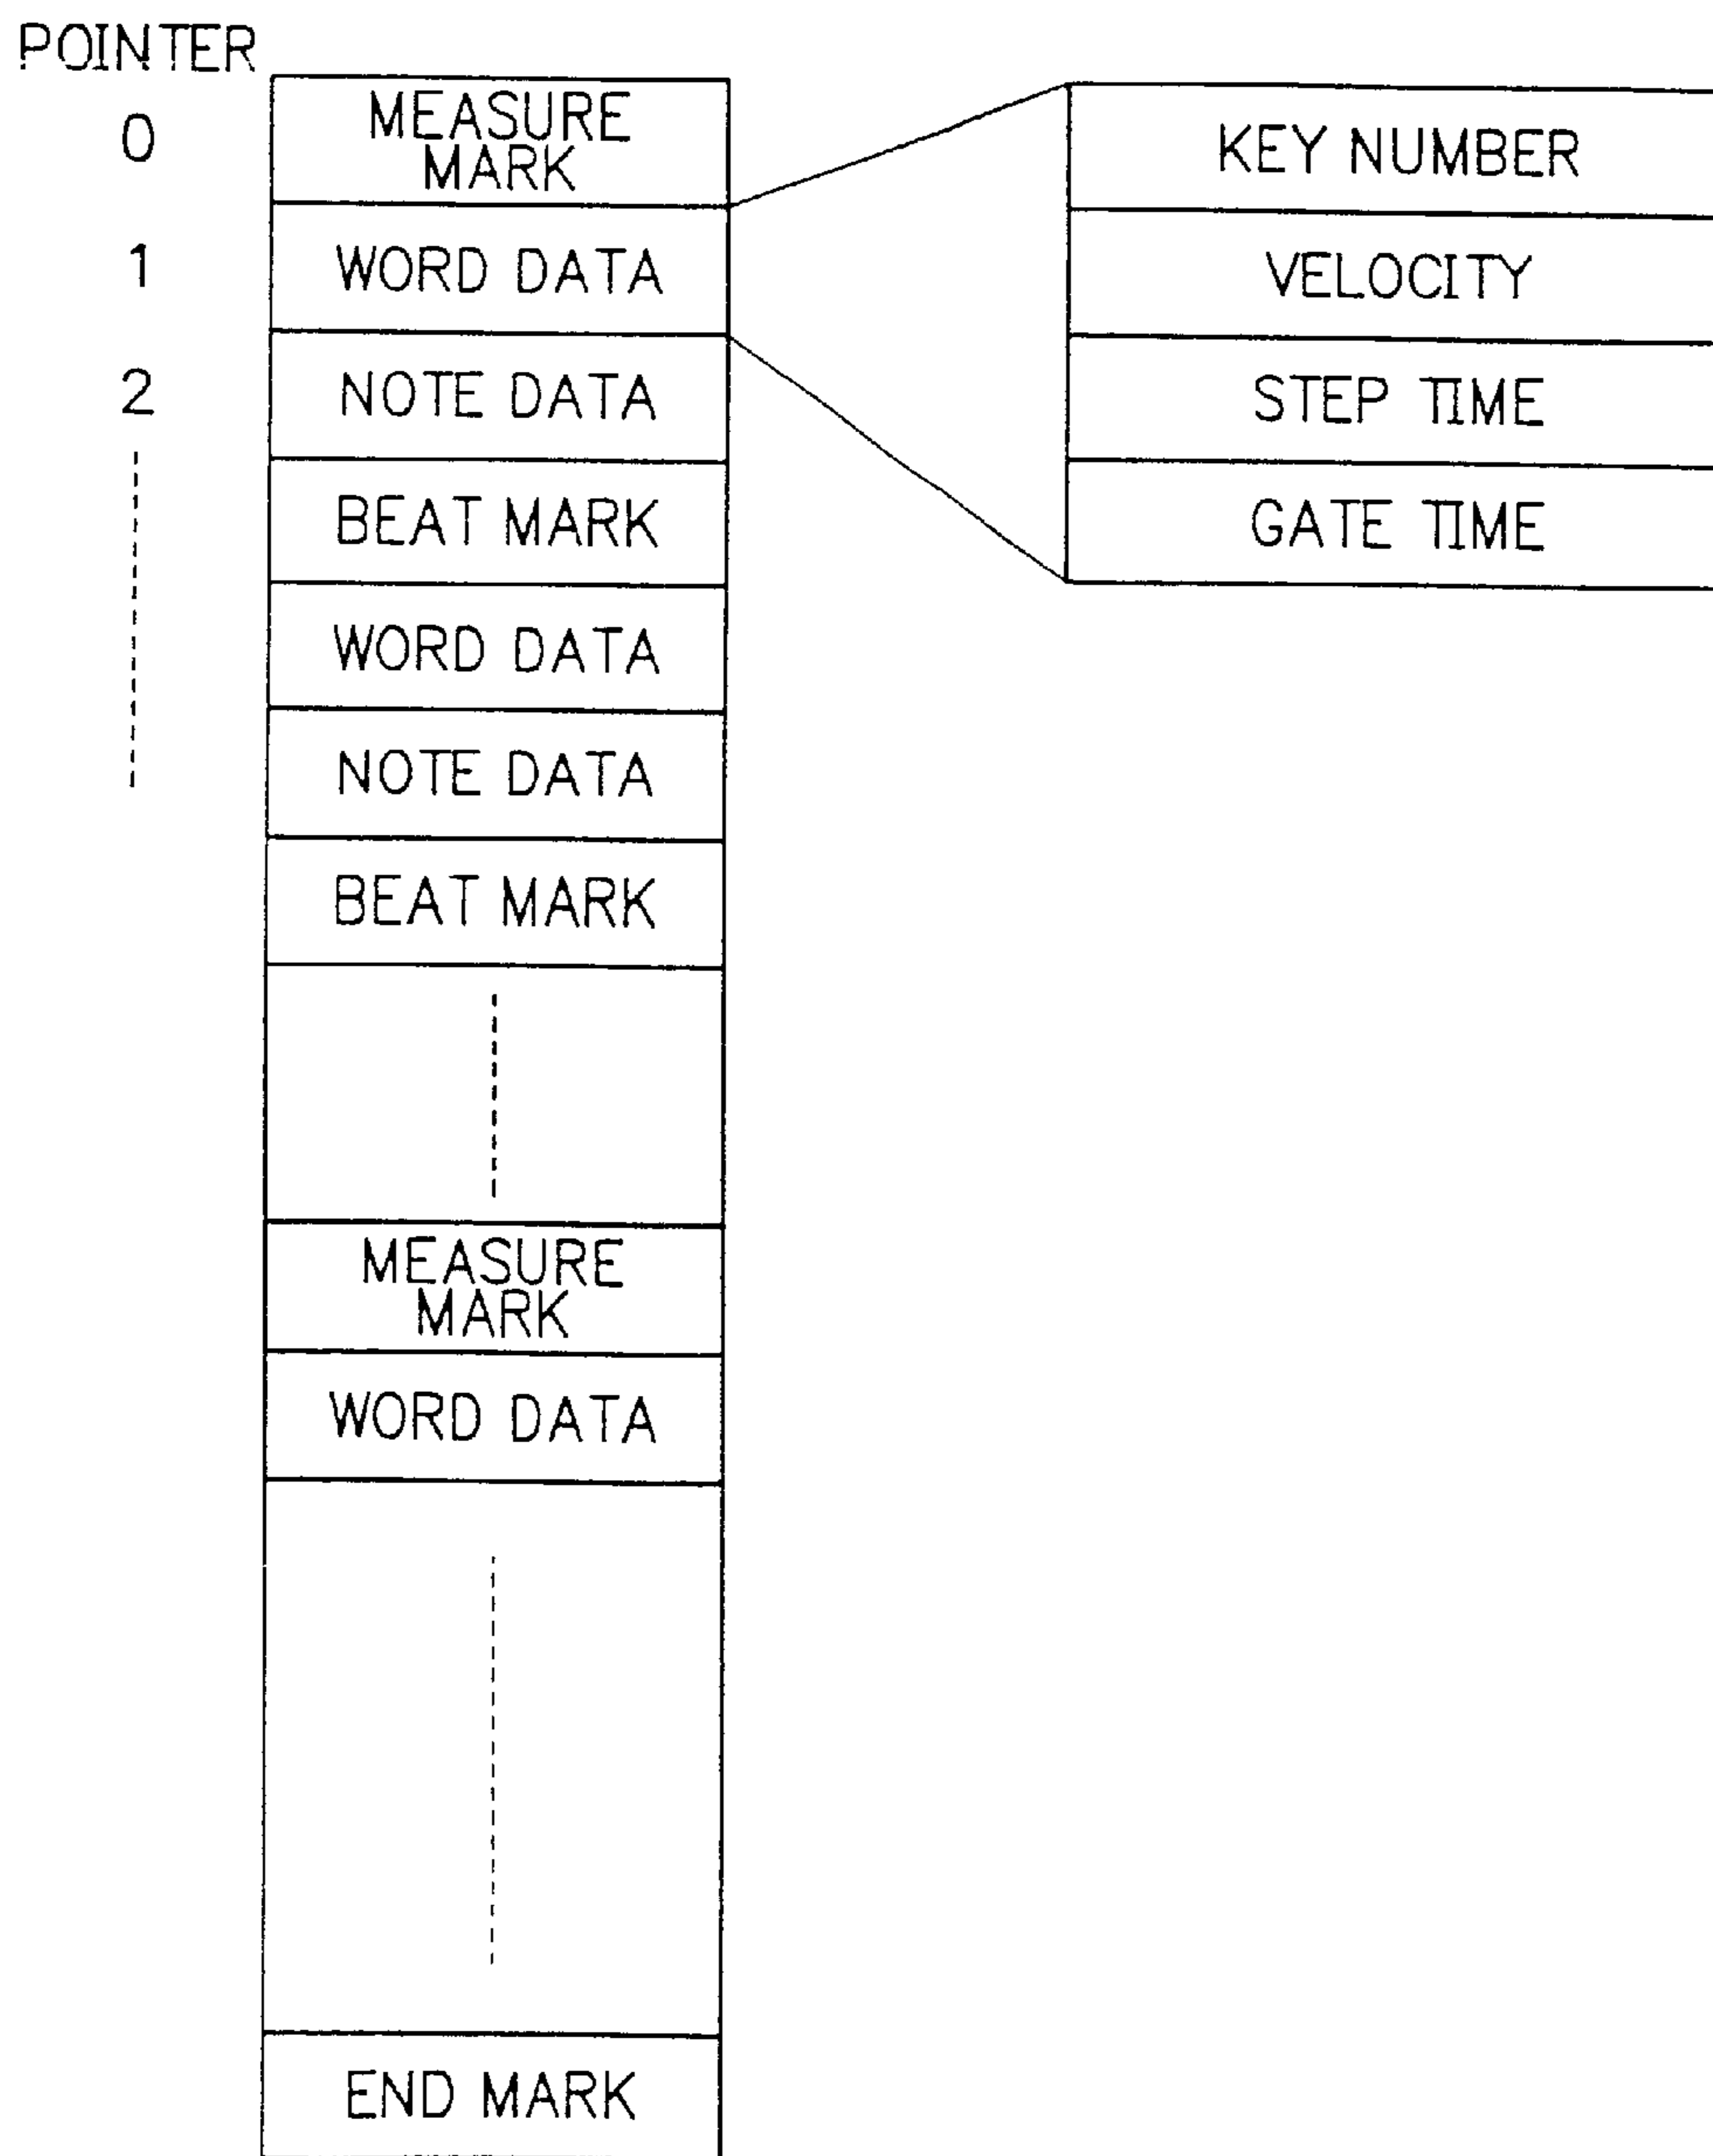 POINTER
0
MEASURE
MARK
1
WORD DATA
2
NOTE DATA
BEAT MARK
WORD DATA
NOTE DATA
BEAT MARK
MEASURE
MARK
WORD DATA
END MARK
KEY NUMBER
VELOCITY
STEP TIME
GATE TIME